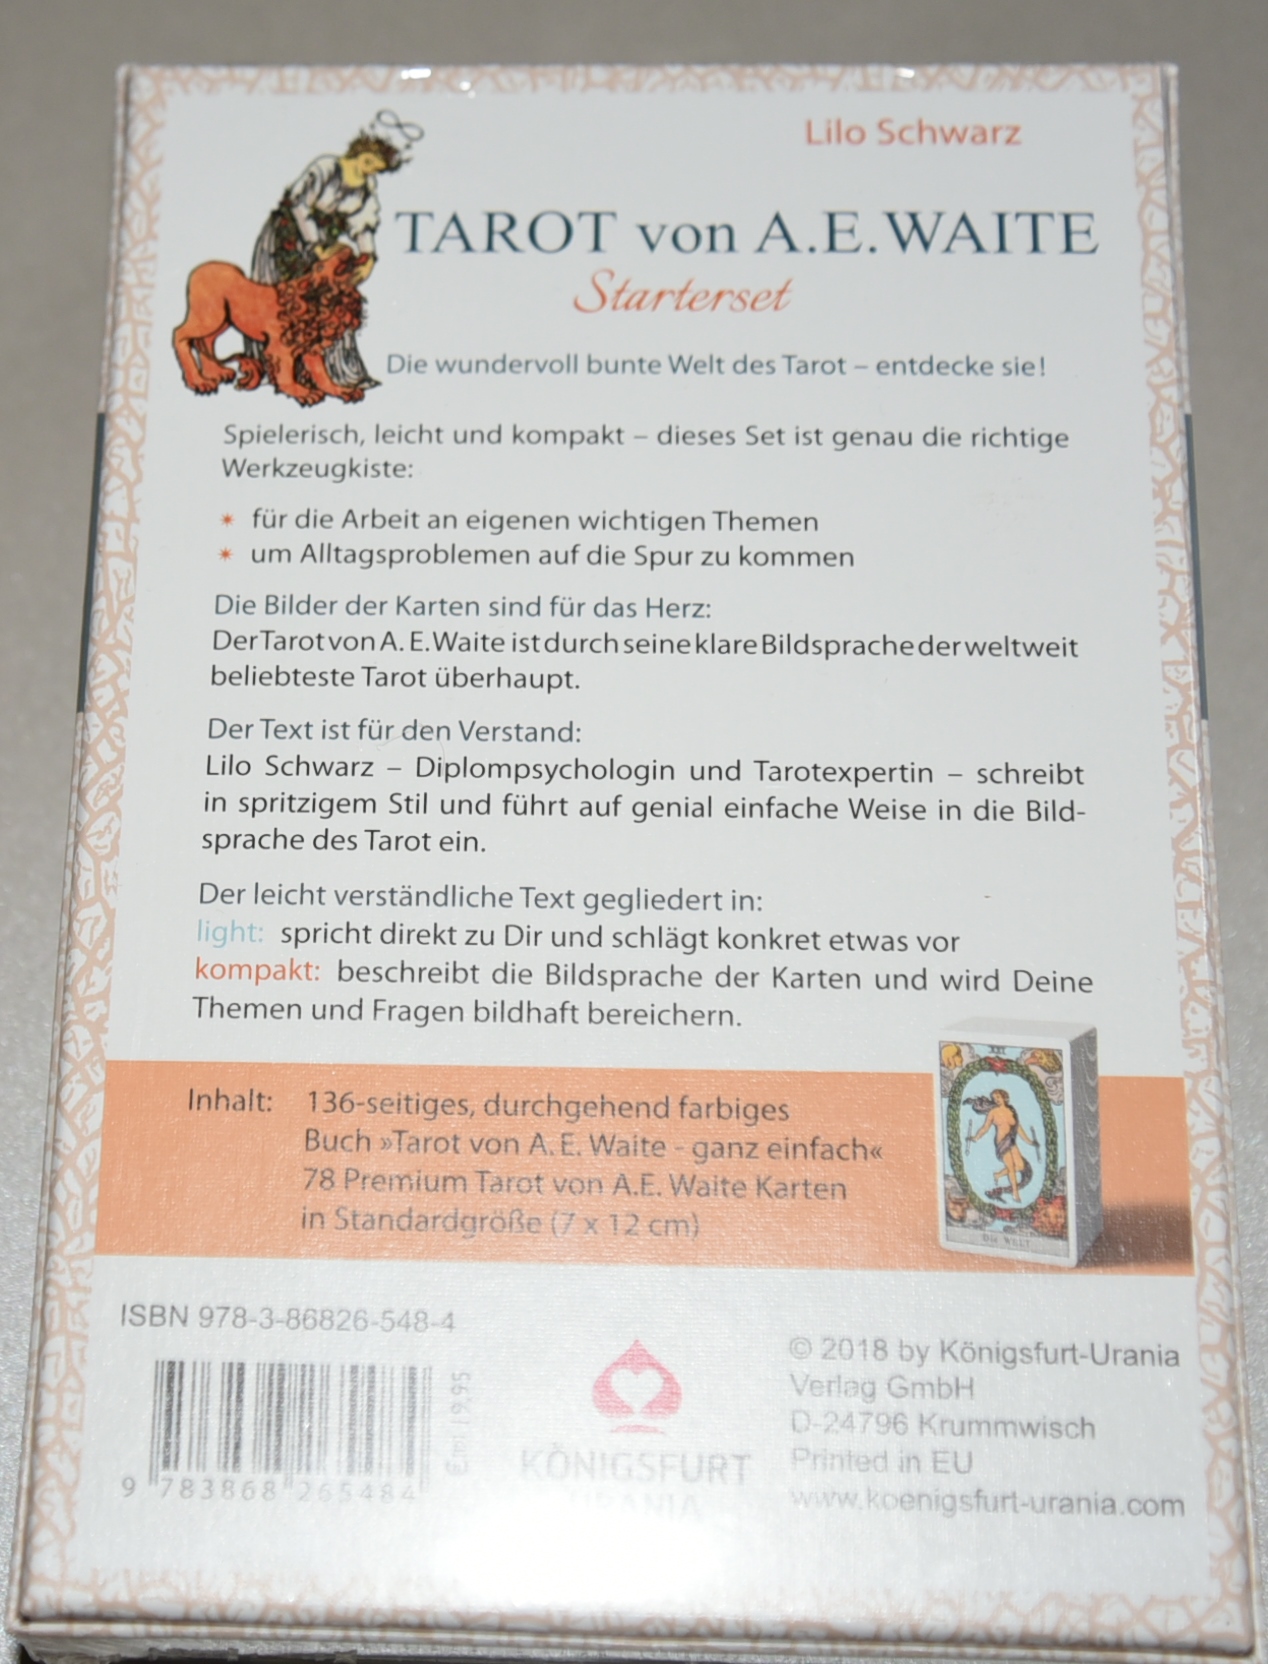 Lilo Schwarz
TAROT von A.E. WAITE
Starterset
Die wundervoll bunte Welt des Tarot – entdecke sie!
Spielerisch, leicht und kompakt – dieses Set ist genau die richtige
Werkzeugkiste:
✴ für die Arbeit an eigenen wichtigen Themen
✴ um Alltagsproblemen auf die Spur zu kommen
Die Bilder der Karten sind für das Herz:
Der Tarot von A. E. Waite ist durch seine klare Bildsprache der weltweit
beliebteste Tarot überhaupt.
Der Text ist für den Verstand:
Lilo Schwarz – Diplompsychologin und Tarotexpertin – schreibt
in spritzigem Stil und führt auf genial einfache Weise in die Bild-
sprache des Tarot ein.
Der leicht verständliche Text gegliedert in:
light: spricht direkt zu Dir und schlägt konkret etwas vor
kompakt: beschreibt die Bildsprache der Karten und wird Deine
Themen und Fragen bildhaft bereichern.
Inhalt: 136-seitiges, durchgehend farbiges
Buch »Tarot von A. E. Waite - ganz einfach«
78 Premium Tarot von A.E. Waite Karten
in Standardgröße (7 x 12 cm)
XXI
DIE WELT
ISBN 978-3-86826-548-4
9 783868 265484
Euro 19,95
KÖNIGSFURT
URANIA
© 2018 by Königsfurt-Urania
Verlag GmbH
D-24796 Krummwisch
Printed in EU
www.koenigsfurt-urania.com